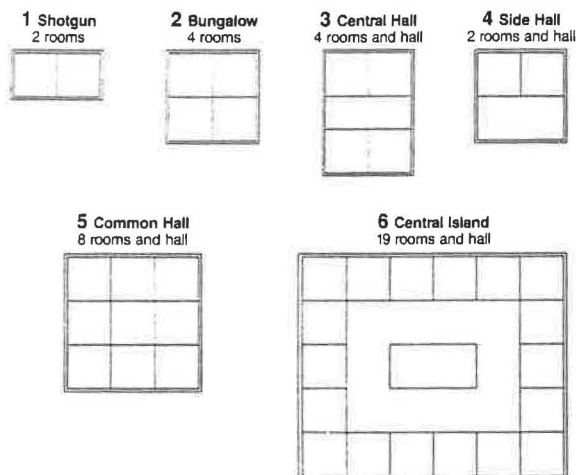 1 Shotgun
2 rooms
2 Bungalow
4 rooms
3 Central Hall
4 rooms and hall
4 Side Hall
2 rooms and hall
5 Common Hall
8 rooms and hall
6 Central Island
19 rooms and hall